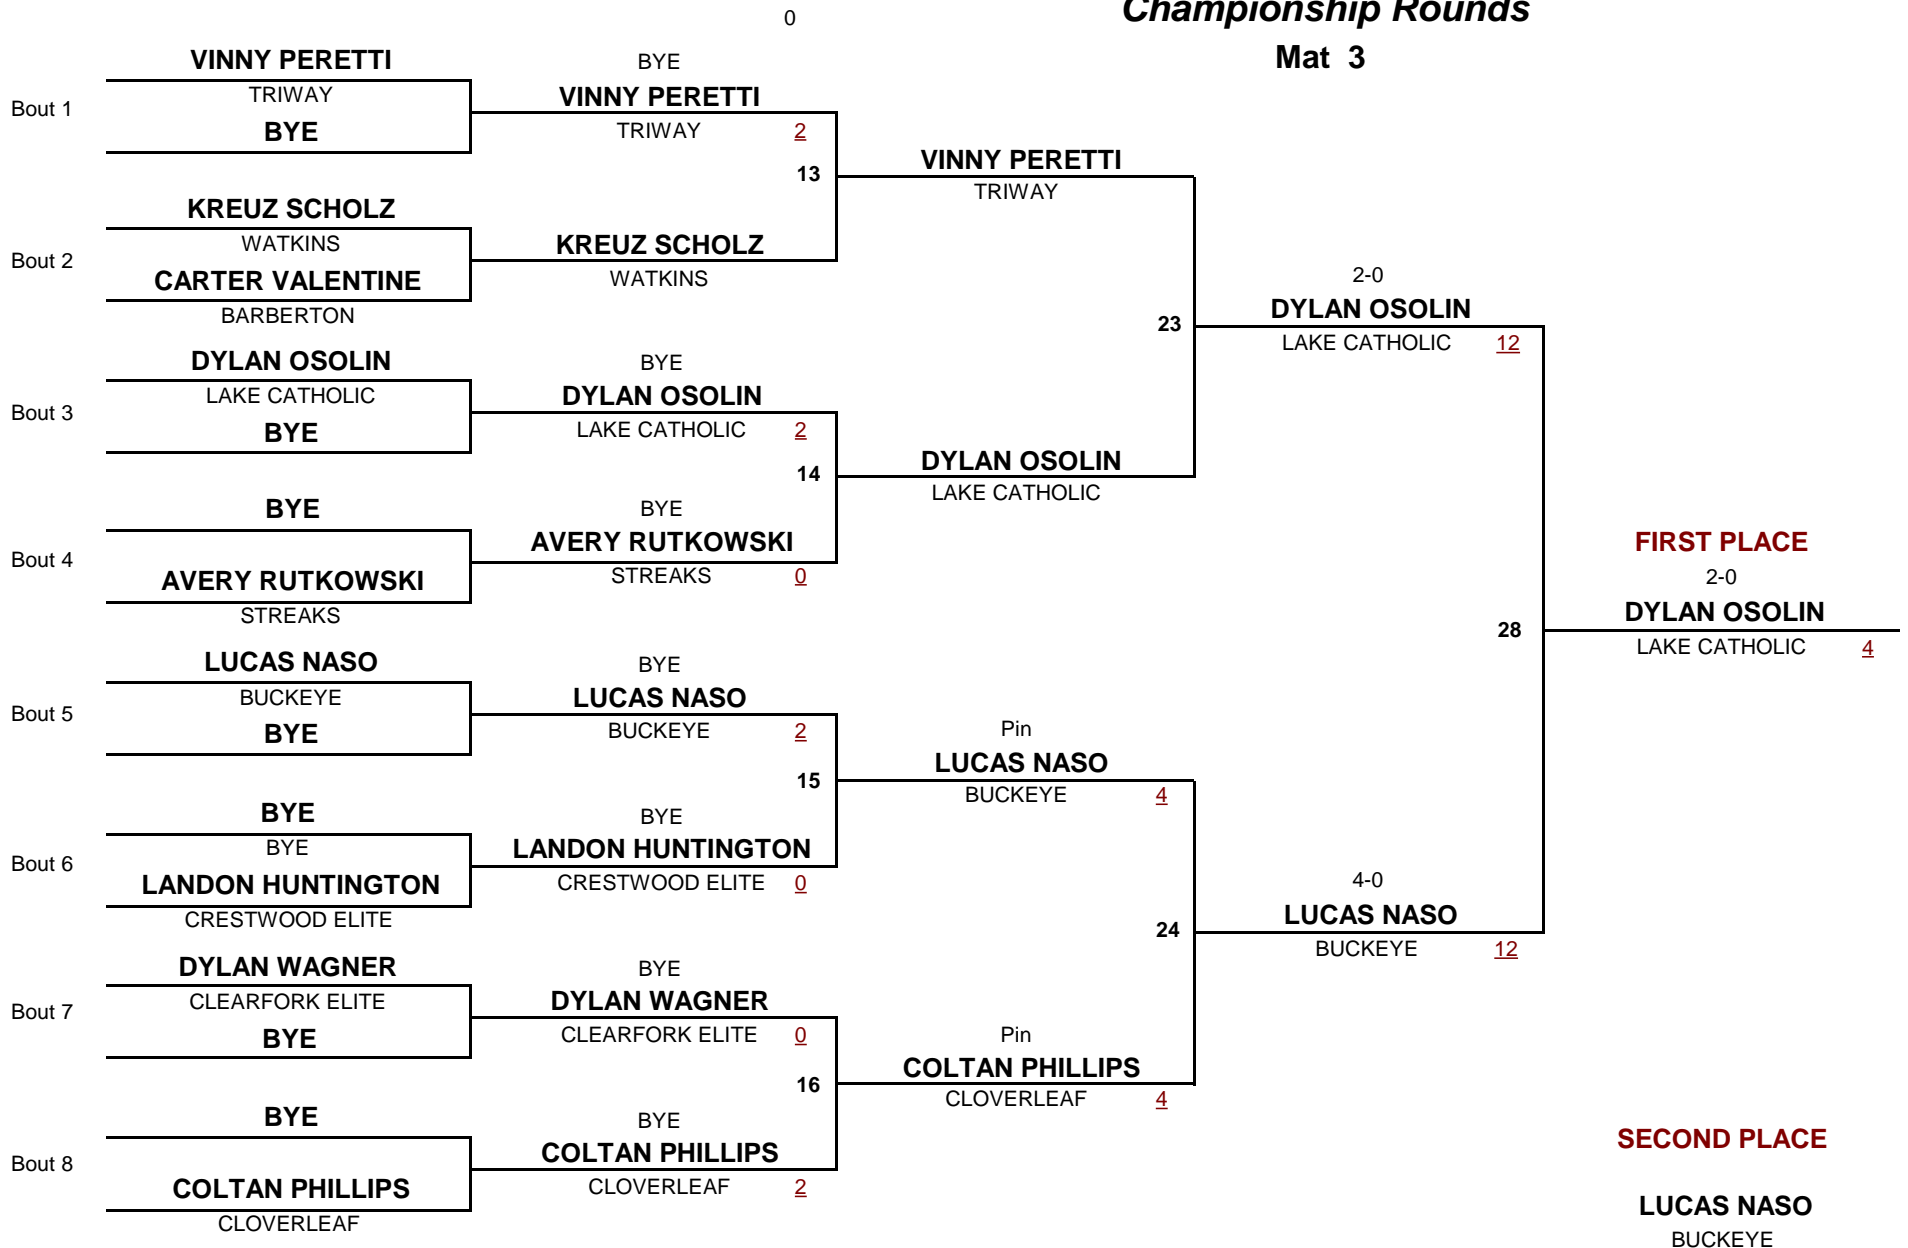 0
Championship Rounds
Mat 3
VINNY PERETTI
TRIWAY
Bout 1
BYE
KREUZ SCHOLZ
WATKINS
Bout 2
CARTER VALENTINE
BARBERTON
DYLAN OSOLIN
LAKE CATHOLIC
Bout 3
BYE
BYE
Bout 4
AVERY RUTKOWSKI
STREAKS
LUCAS NASO
BUCKEYE
Bout 5
BYE
BYE
BYE
Bout 6
LANDON HUNTINGTON
CRESTWOOD ELITE
DYLAN WAGNER
CLEARFORK ELITE
Bout 7
BYE
BYE
Bout 8
COLTAN PHILLIPS
CLOVERLEAF
BYE
VINNY PERETTI
TRIWAY 2
13
KREUZ SCHOLZ
WATKINS
BYE
DYLAN OSOLIN
LAKE CATHOLIC 2
14
BYE
AVERY RUTKOWSKI
STREAKS 0
BYE
LUCAS NASO
BUCKEYE 2
15
BYE
LANDON HUNTINGTON
CRESTWOOD ELITE 0
BYE
DYLAN WAGNER
CLEARFORK ELITE 0
16
BYE
COLTAN PHILLIPS
CLOVERLEAF 2
VINNY PERETTI
TRIWAY
23
DYLAN OSOLIN
LAKE CATHOLIC
Pin
LUCAS NASO
BUCKEYE 4
24
Pin
COLTAN PHILLIPS
CLOVERLEAF 4
2-0
DYLAN OSOLIN
LAKE CATHOLIC 12
28
4-0
LUCAS NASO
BUCKEYE 12
FIRST PLACE
2-0
DYLAN OSOLIN
LAKE CATHOLIC 4
SECOND PLACE
LUCAS NASO
BUCKEYE